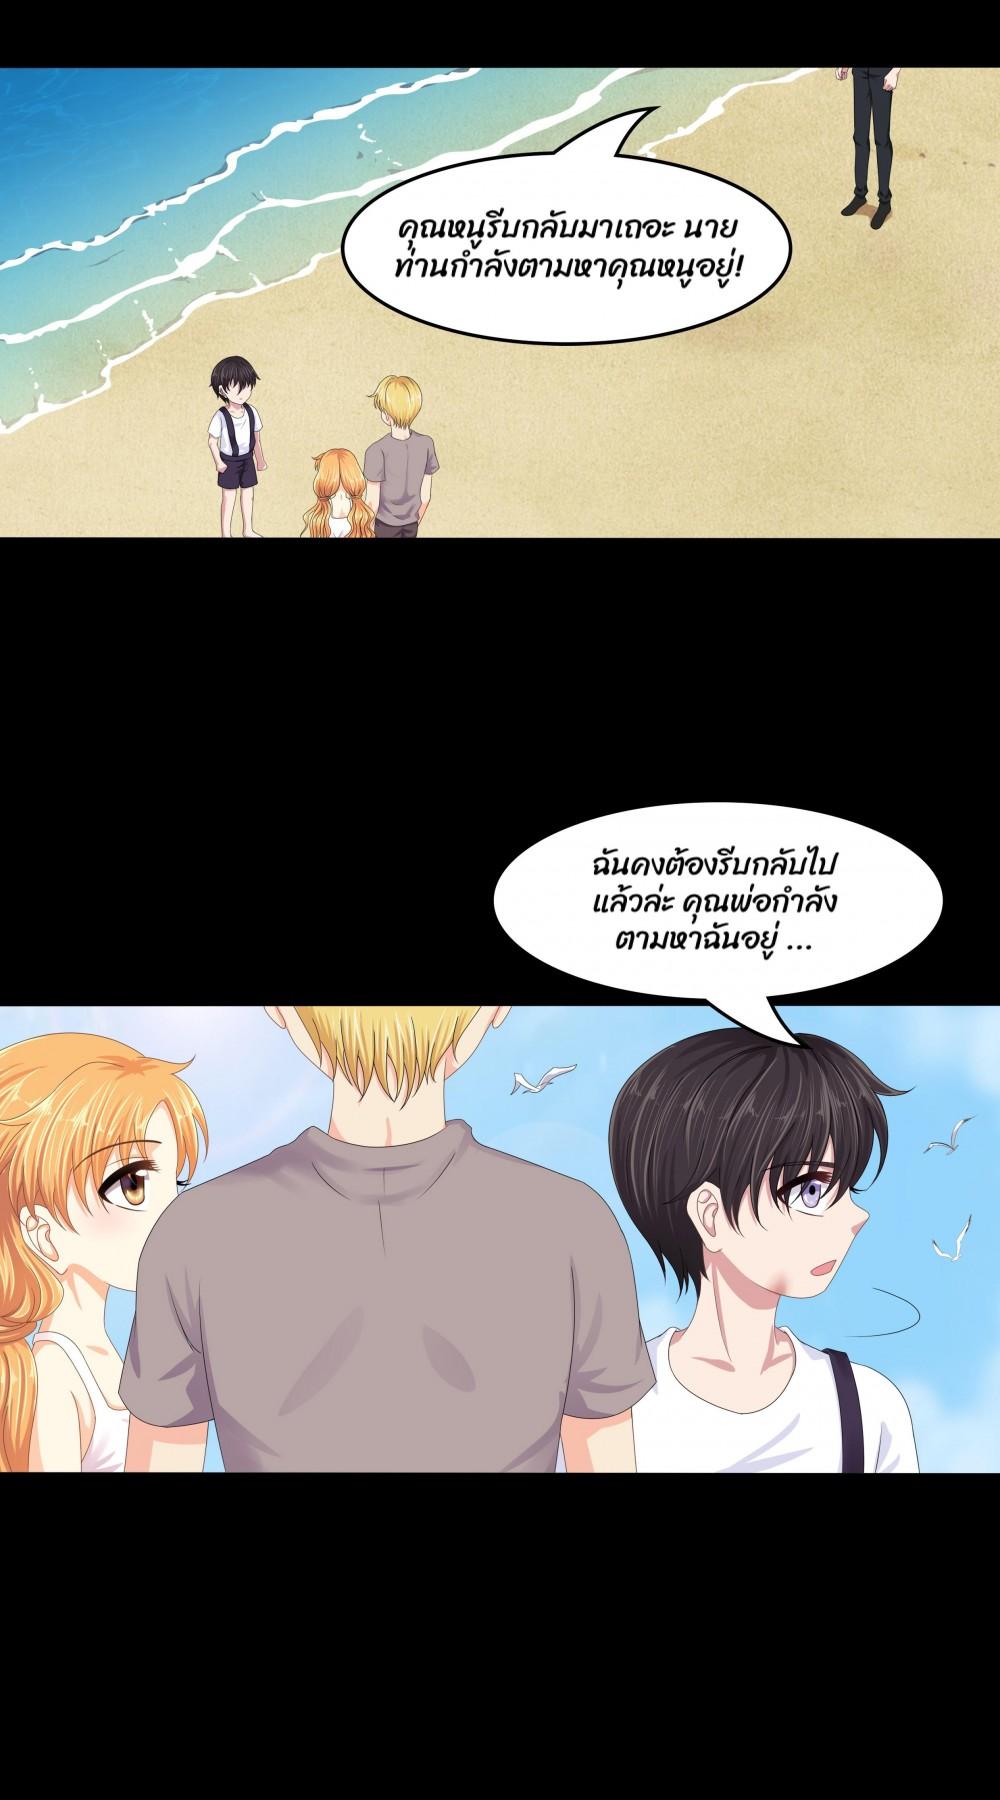 คุณหนูรีบกลับมาเถอะ นาย
ท่านกำลังตามหาคุณหนูอยู่!
ฉันคงต้องรีบกลับไป
แล้วล่ะ คุณพ่อกำลัง
ตามหาฉันอยู่ ...